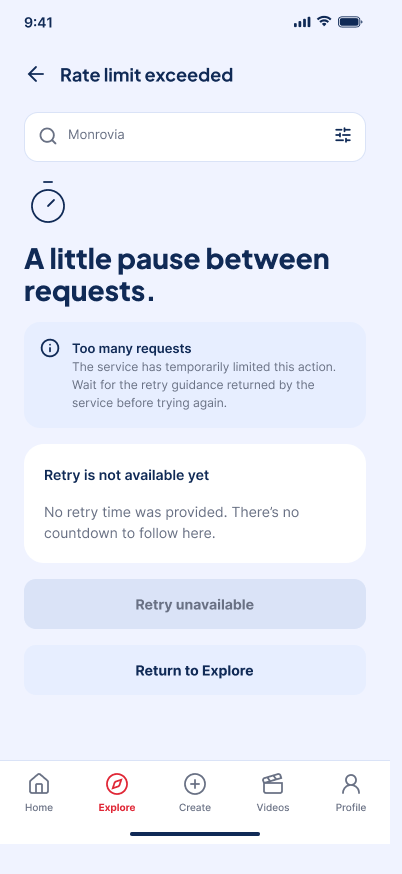 9:41
Rate limit exceeded
Monrovia
A little pause between
requests.
Too many requests
The service has temporarily limited this action.
Wait for the retry guidance returned by the
service before trying again.
Retry is not available yet
No retry time was provided. There’s no
countdown to follow here.
Retry unavailable
Return to Explore
Home
Explore
Create
Videos
Profile